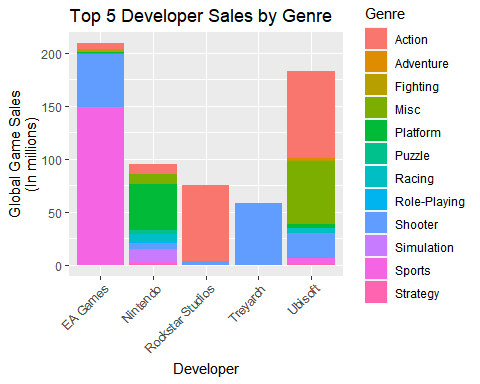 Top 5 Developer Sales by Genre
Genre
Action
Adventure
Fighting
Misc
Platform
Puzzle
Racing
Role-Playing
Shooter
Simulation
Sports
Strategy
Global Game Sales
(In millions)
200
150
100
50
0
EA Games
Nintendo
Rockstar Studios
Treyarch
Ubisoft
Developer